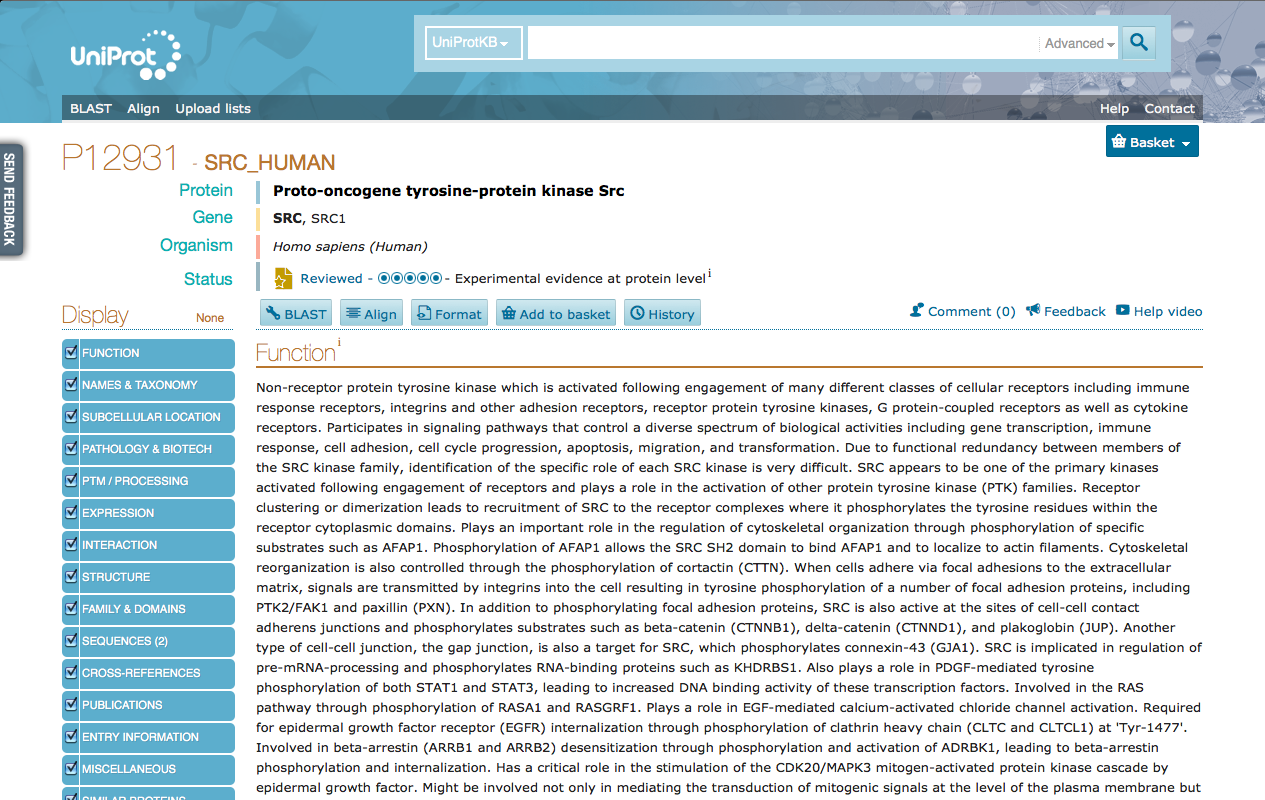 UniProt
UniProtKB
Advanced
BLAST Align Upload lists
Help Contact
Basket
SEND FEEDBACK
P12931 - SRC_HUMAN
Protein Proto-oncogene tyrosine-protein kinase Src
Gene SRC, SRC1
Organism Homo sapiens (Human)
Status Reviewed - - Experimental evidence at protein level i
Display None
BLAST Align Format Add to basket History
Comment (0) Feedback Help video
FUNCTION
NAMES & TAXONOMY
SUBCELLULAR LOCATION
PATHOLOGY & BIOTECH
PTM / PROCESSING
EXPRESSION
INTERACTION
STRUCTURE
FAMILY & DOMAINS
SEQUENCES (2)
CROSS-REFERENCES
PUBLICATIONS
ENTRY INFORMATION
MISCELLANEOUS
SIMILAR PROTEINS
Function i
Non-receptor protein tyrosine kinase which is activated following engagement of many different classes of cellular receptors including immune
response receptors, integrins and other adhesion receptors, receptor protein tyrosine kinases, G protein-coupled receptors as well as cytokine
receptors. Participates in signaling pathways that control a diverse spectrum of biological activities including gene transcription, immune
response, cell adhesion, cell cycle progression, apoptosis, migration, and transformation. Due to functional redundancy between members of
the SRC kinase family, identification of the specific role of each SRC kinase is very difficult. SRC appears to be one of the primary kinases
activated following engagement of receptors and plays a role in the activation of other protein tyrosine kinase (PTK) families. Receptor
clustering or dimerization leads to recruitment of SRC to the receptor complexes where it phosphorylates the tyrosine residues within the
receptor cytoplasmic domains. Plays an important role in the regulation of cytoskeletal organization through phosphorylation of specific
substrates such as AFAP1. Phosphorylation of AFAP1 allows the SRC SH2 domain to bind AFAP1 and to localize to actin filaments. Cytoskeletal
reorganization is also controlled through the phosphorylation of cortactin (CTTN). When cells adhere via focal adhesions to the extracellular
matrix, signals are transmitted by integrins into the cell resulting in tyrosine phosphorylation of a number of focal adhesion proteins, including
PTK2/FAK1 and paxillin (PXN). In addition to phosphorylating focal adhesion proteins, SRC is also active at the sites of cell-cell contact
adherens junctions and phosphorylates substrates such as beta-catenin (CTNNB1), delta-catenin (CTNND1), and plakoglobin (JUP). Another
type of cell-cell junction, the gap junction, is also a target for SRC, which phosphorylates connexin-43 (GJA1). SRC is implicated in regulation of
pre-mRNA-processing and phosphorylates RNA-binding proteins such as KHDRBS1. Also plays a role in PDGF-mediated tyrosine
phosphorylation of both STAT1 and STAT3, leading to increased DNA binding activity of these transcription factors. Involved in the RAS
pathway through phosphorylation of RASA1 and RASGRF1. Plays a role in EGF-mediated calcium-activated chloride channel activation. Required
for epidermal growth factor receptor (EGFR) internalization through phosphorylation of clathrin heavy chain (CLTC and CLTCL1) at 'Tyr-1477'.
Involved in beta-arrestin (ARRB1 and ARRB2) desensitization through phosphorylation and activation of ADRBK1, leading to beta-arrestin
phosphorylation and internalization. Has a critical role in the stimulation of the CDK20/MAPK3 mitogen-activated protein kinase cascade by
epidermal growth factor. Might be involved not only in mediating the transduction of mitogenic signals at the level of the plasma membrane but